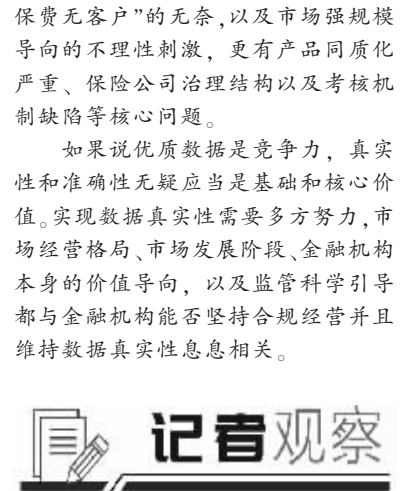 保费无客户”的无奈，以及市场强规模
导向的不理性刺激，更有产品同质化
严重、保险公司治理结构以及考核机
制缺陷等核心问题。
如果说优质数据是竞争力，真实
性和准确性无疑应当是基础和核心价
值。实现数据真实性需要多方努力，市
场经营格局、市场发展阶段、金融机构
本身的价值导向，以及监管科学引导
都与金融机构能否坚持合规经营并且
维持数据真实性息息相关。
记者观察